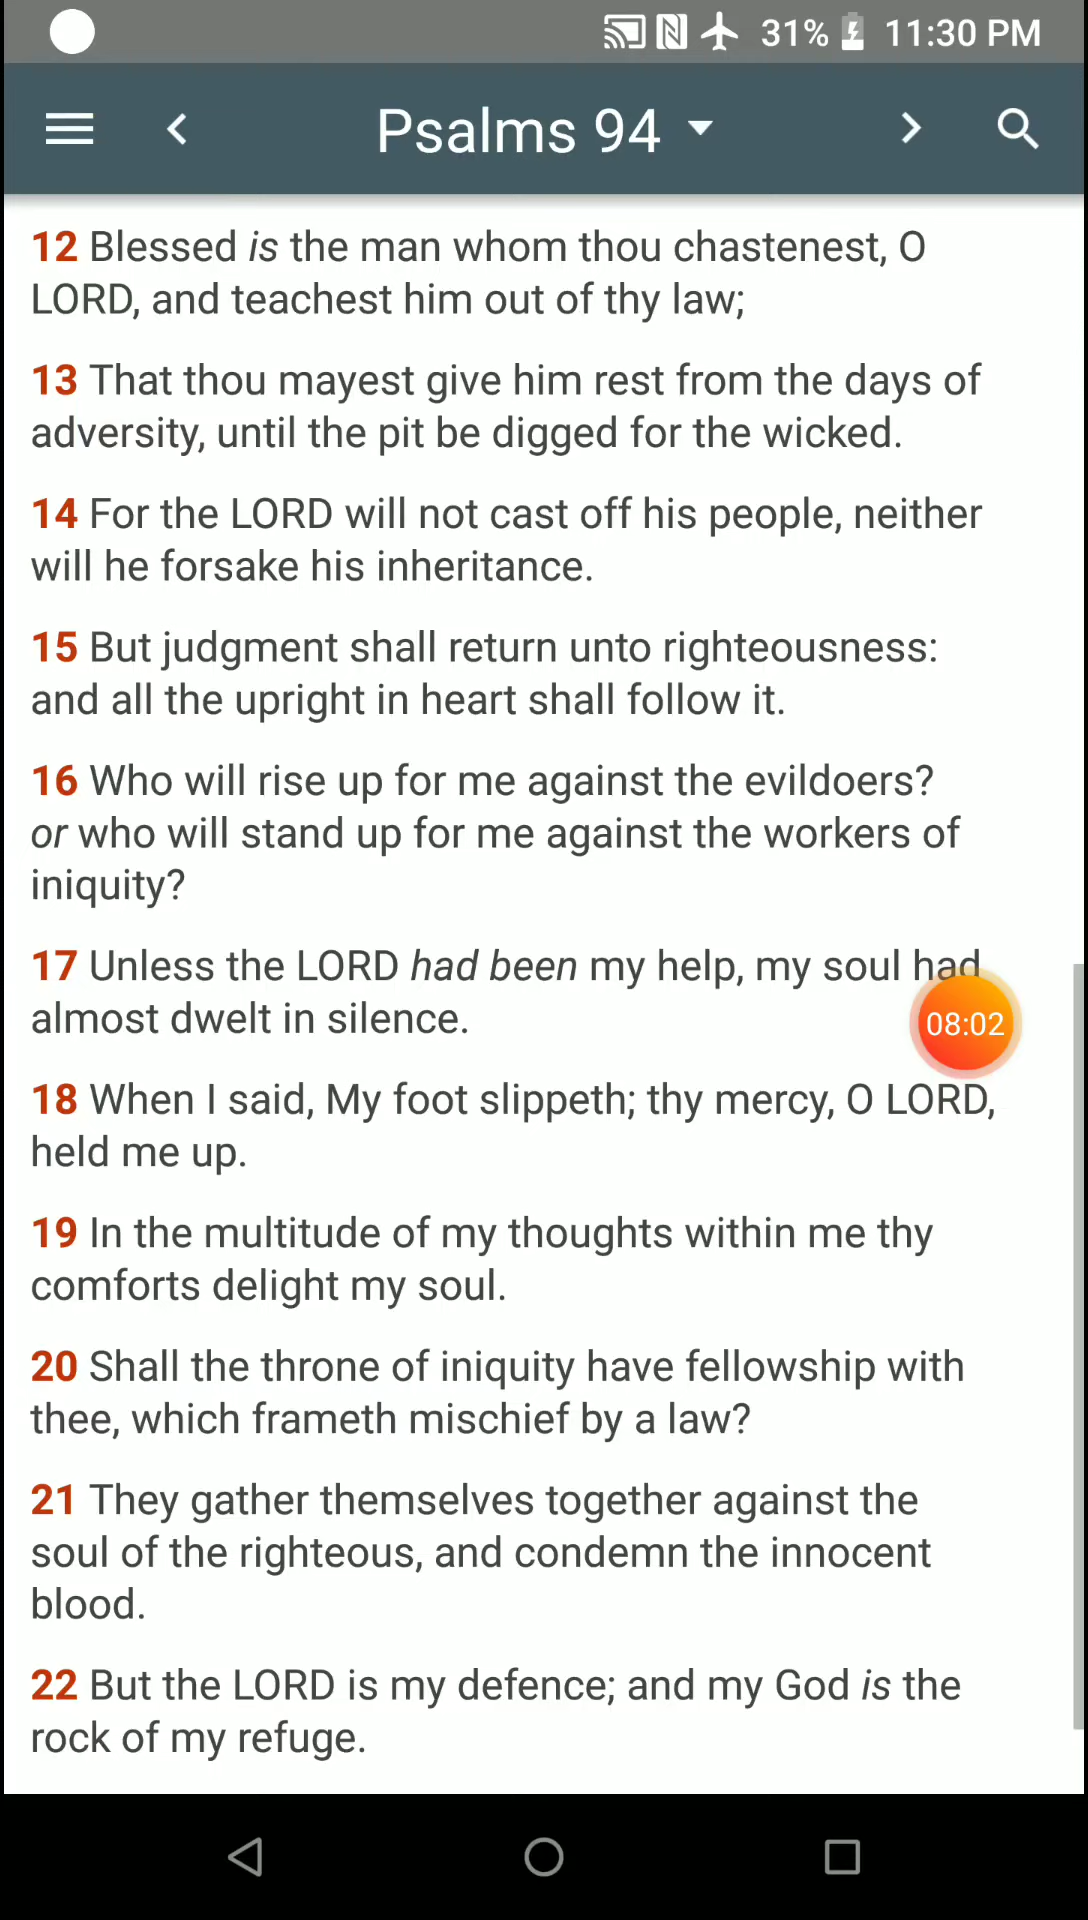 31% 11:30 PM
Psalms 94
12 Blessed is the man whom thou chastenest, O
LORD, and teachest him out of thy law;
13 That thou mayest give him rest from the days of
adversity, until the pit be digged for the wicked.
14 For the LORD will not cast off his people, neither
will he forsake his inheritance.
15 But judgment shall return unto righteousness:
and all the upright in heart shall follow it.
16 Who will rise up for me against the evildoers?
or who will stand up for me against the workers of
iniquity?
17 Unless the LORD had been my help, my soul had
almost dwelt in silence.
08:02
18 When I said, My foot slippeth; thy mercy, O LORD,
held me up.
19 In the multitude of my thoughts within me thy
comforts delight my soul.
20 Shall the throne of iniquity have fellowship with
thee, which frameth mischief by a law?
21 They gather themselves together against the
soul of the righteous, and condemn the innocent
blood.
22 But the LORD is my defence; and my God is the
rock of my refuge.